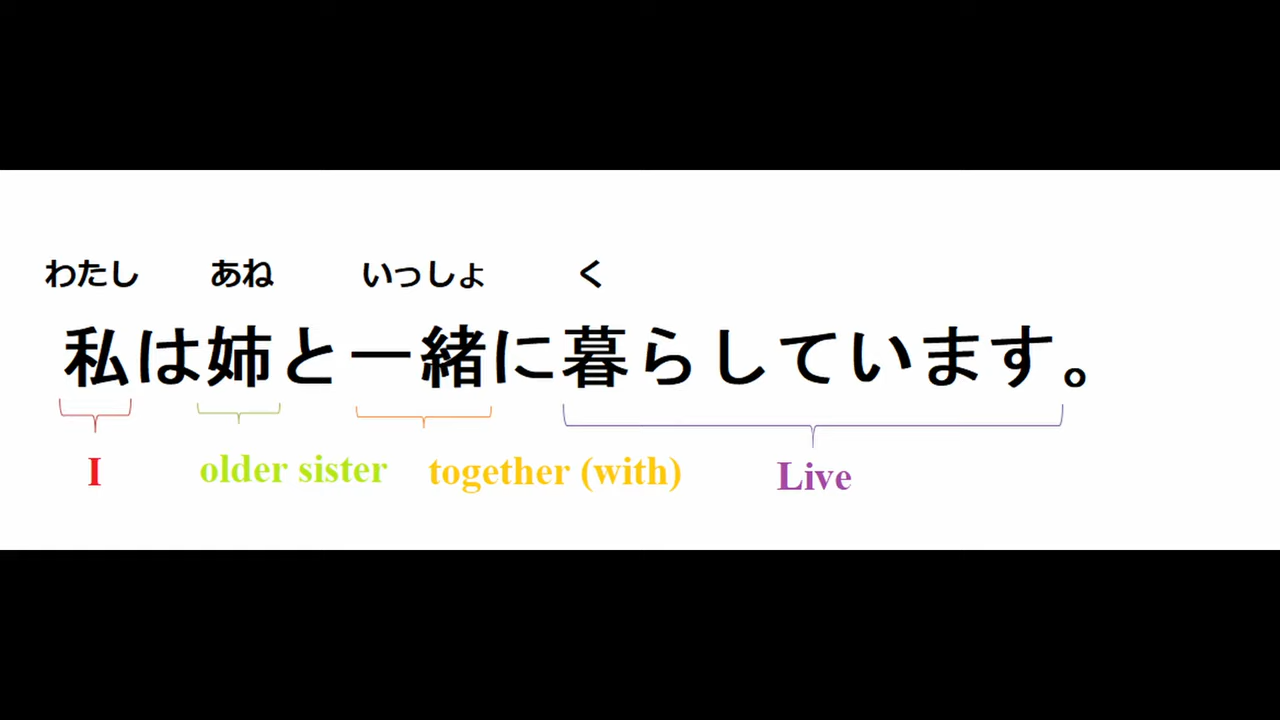 わたし あね いっしょ く
私は姉と一緒に暮らしています。
I older sister together (with) Live